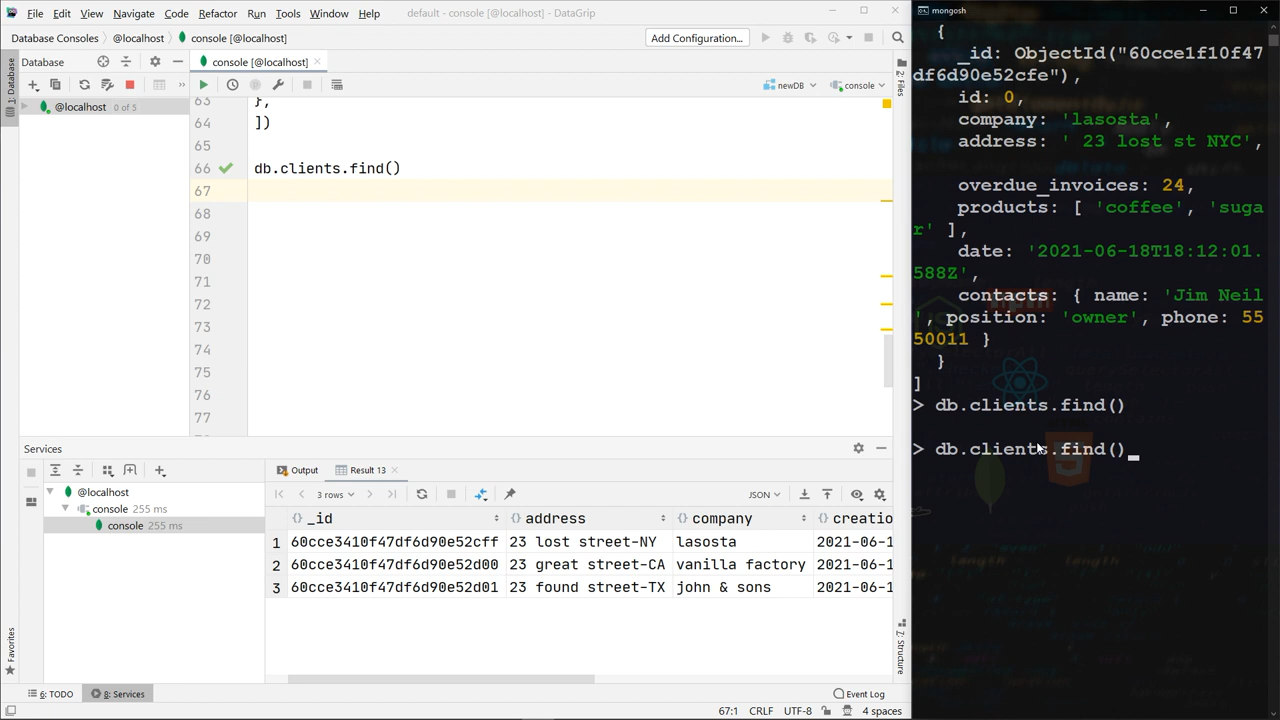 File Edit View Navigate Code Refactor Run Tools Window Help default - console [@localhost] - DataGrip
Database Consoles @localhost console [@localhost] Add Configuration...
1: Database
Database
console [@localhost]
newDB console
@localhost 0 of 5
63 },
64 ])
65
66 db.clients.find()
67
68
69
70
71
72
73
74
75
76
77
2: Files
Services
Output Result 13
@localhost
console 255 ms
console 255 ms
3 rows JSON
_id address company creatio
1 60cce3410f47df6d90e52cff 23 lost street-NY lasosta 2021-06-1
2 60cce3410f47df6d90e52d00 23 great street-CA vanilla factory 2021-06-1
3 60cce3410f47df6d90e52d01 23 found street-TX john & sons 2021-06-1
Favorites
Z: Structure
6: TODO 8: Services Event Log
67:1 CRLF UTF-8 4 spaces
mongosh
{
_id: ObjectId("60cce1f10f47
df6d90e52cfe"),
id: 0,
company: 'lasosta',
address: ' 23 lost st NYC',
overdue_invoices: 24,
products: [ 'coffee', 'suga
r' ],
date: '2021-06-18T18:12:01.
588Z',
contacts: { name: 'Jim Neil
', position: 'owner', phone: 55
50011 }
}
]
> db.clients.find()
> db.clients.find()